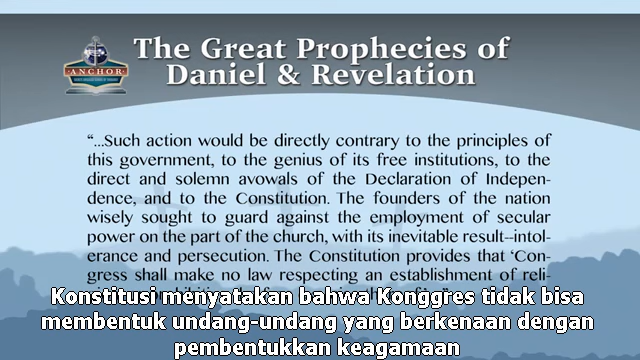 The Great Prophecies of
Daniel & Revelation
ANCHOR
“...Such action would be directly contrary to the principles of
this government, to the genius of its free institutions, to the
direct and solemn avowals of the Declaration of Indepen-
dence, and to the Constitution. The founders of the nation
wisely sought to guard against the employment of secular
power on the part of the church, with its inevitable result--intol-
erance and persecution. The Constitution provides that ‘Con-
gress shall make no law respecting an establishment of reli-
Konstitusi menyatakan bahwa Konggres tidak bisa
membentuk undang-undang yang berkenaan dengan
pembentukkan keagamaan